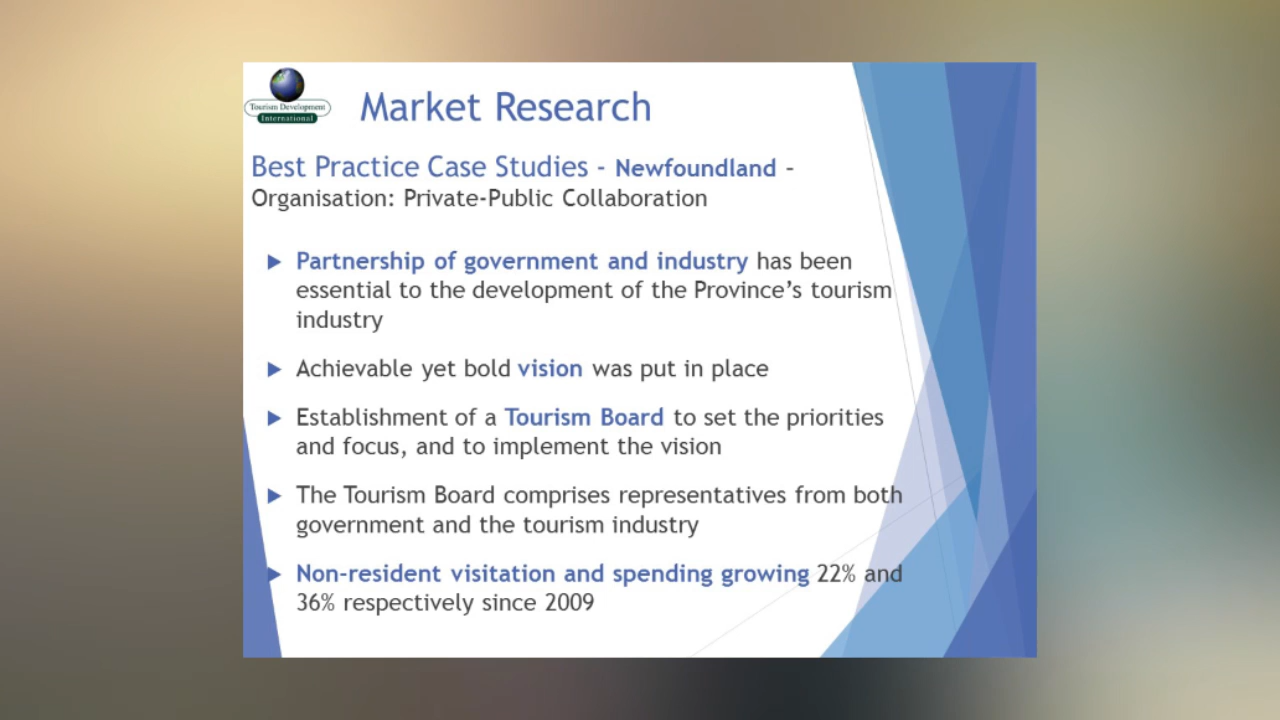 Tourism Development
International
Market Research
Best Practice Case Studies - Newfoundland –
Organisation: Private-Public Collaboration
Partnership of government and industry has been
essential to the development of the Province’s tourism
industry
Achievable yet bold vision was put in place
Establishment of a Tourism Board to set the priorities
and focus, and to implement the vision
The Tourism Board comprises representatives from both
government and the tourism industry
Non-resident visitation and spending growing 22% and
36% respectively since 2009